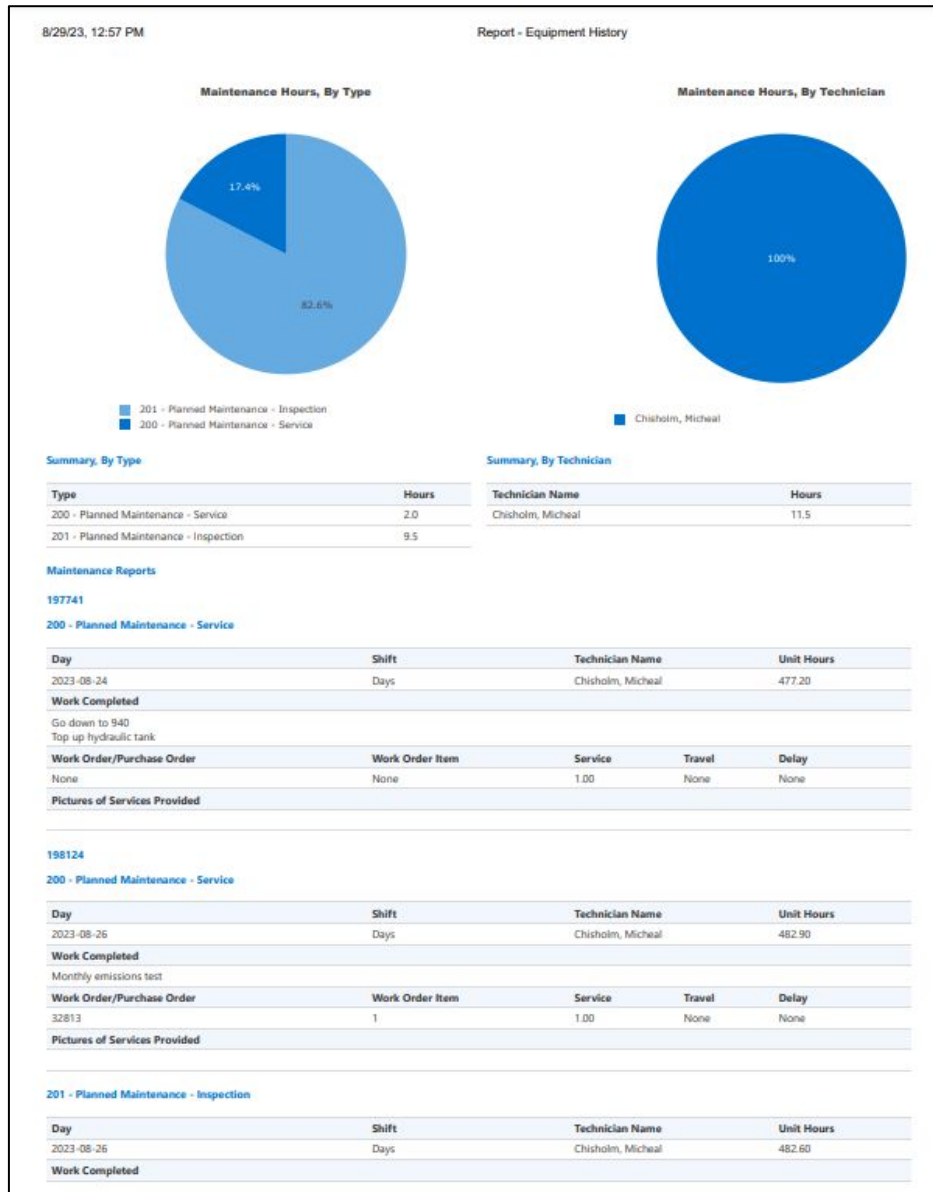 8/29/23, 12:57 PM Report - Equipment History
Maintenance Hours, By Type
17.4%
82.6%
201 - Planned Maintenance - Inspection
200 - Planned Maintenance - Service
Maintenance Hours, By Technician
100%
Chisholm, Micheal
Summary, By Type
Type Hours
200 - Planned Maintenance - Service 2.0
201 - Planned Maintenance - Inspection 9.5
Summary, By Technician
Technician Name Hours
Chisholm, Micheal 11.5
Maintenance Reports
197741
200 - Planned Maintenance - Service
Day Shift Technician Name Unit Hours
2023-08-24 Days Chisholm, Micheal 477.20
Work Completed
Go down to 940
Top up hydraulic tank
Work Order/Purchase Order Work Order Item Service Travel Delay
None None 1.00 None None
Pictures of Services Provided
198124
200 - Planned Maintenance - Service
Day Shift Technician Name Unit Hours
2023-08-26 Days Chisholm, Micheal 482.90
Work Completed
Monthly emissions test
Work Order/Purchase Order Work Order Item Service Travel Delay
32813 1 1.00 None None
Pictures of Services Provided
201 - Planned Maintenance - Inspection
Day Shift Technician Name Unit Hours
2023-08-26 Days Chisholm, Micheal 482.60
Work Completed